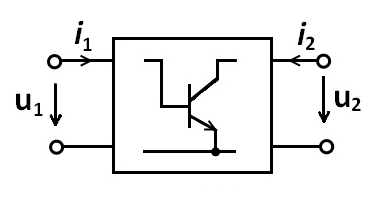 i₁ i₂
u₁ u₂